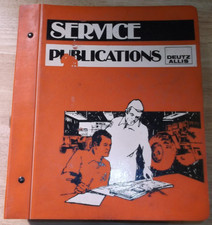 SERVICE
PUBLICATIONS
DEUTZ
ALLIS